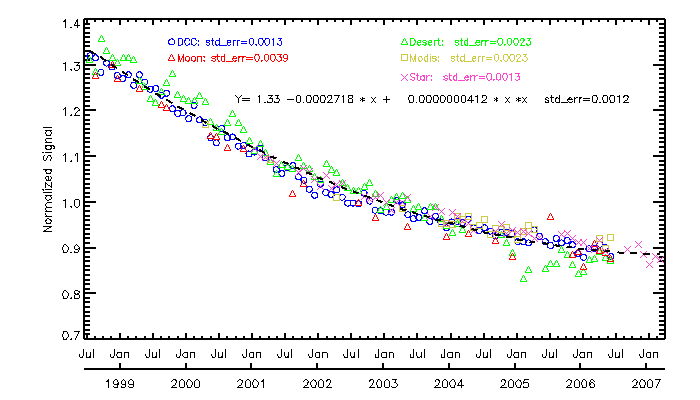 1.4
DCC: std_err=0.0013 Desert: std_err=0.0023
1.3
Moon: std_err=0.0039 Modis: std_err=0.0023
Star: std_err=0.0013
Y= 1.33 -0.0002718 * x + 0.0000000412 * x *x std_err=0.0012
1.2
1.1
1.0
0.9
0.8
0.7
Normalized Signal
Jul Jan Jul Jan Jul Jan Jul Jan Jul Jan Jul Jan Jul Jan Jul Jan Jul Jan
1999 2000 2001 2002 2003 2004 2005 2006 2007